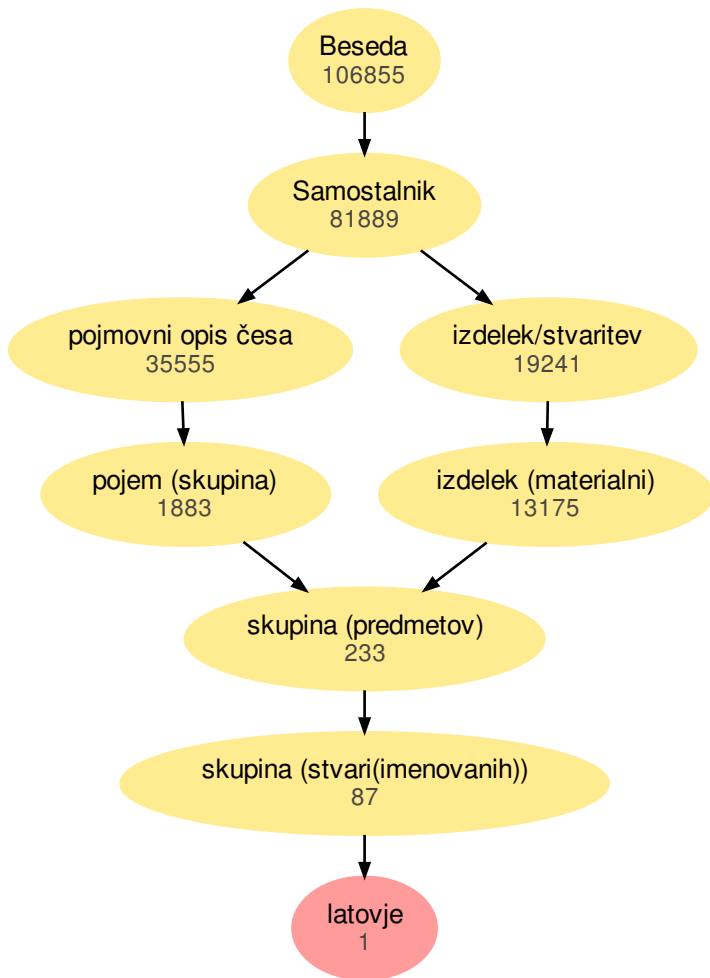 Beseda
106855
Samostalnik
81889
pojmovni opis česa
35555
izdelek/stvaritev
19241
pojem (skupina)
1883
izdelek (materialni)
13175
skupina (predmetov)
233
skupina (stvari(imenovanih))
87
latovje
1